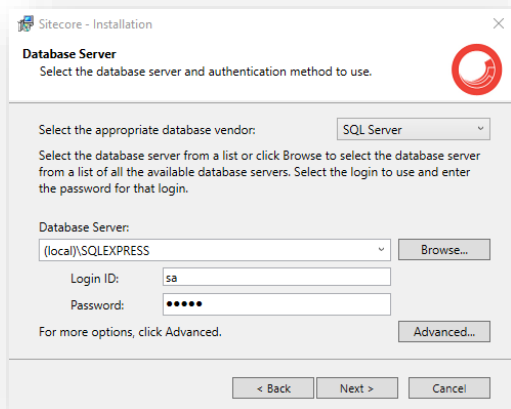 Sitecore - Installation
Database Server
Select the database server and authentication method to use.
Select the appropriate database vendor:
SQL Server
Select the database server from a list or click Browse to select the database server
from a list of all the available database servers. Select the login to use and enter
the password for that login.
Database Server:
(local)\SQLEXPRESS
Browse...
Login ID:
sa
Password:
●●●●●
For more options, click Advanced.
Advanced...
< Back
Next >
Cancel